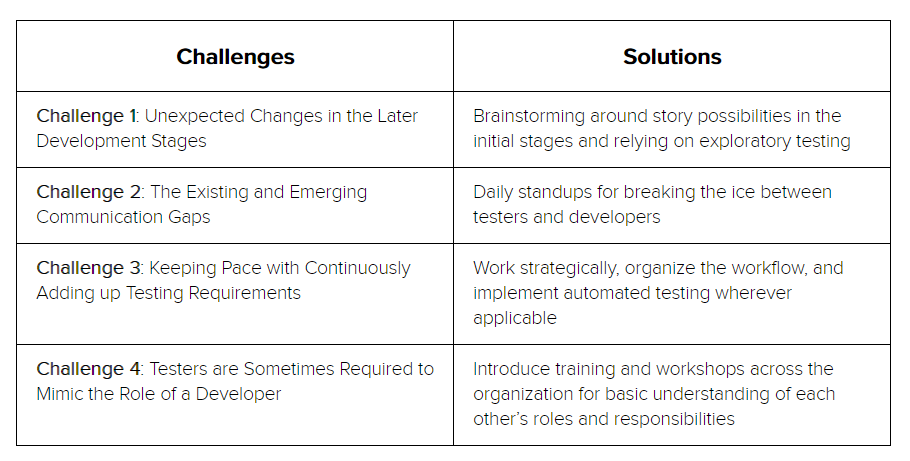 Challenges
Solutions
Challenge 1: Unexpected Changes in the Later
Development Stages
Brainstorming around story possibilities in the
initial stages and relying on exploratory testing
Challenge 2: The Existing and Emerging
Communication Gaps
Daily standups for breaking the ice between
testers and developers
Challenge 3: Keeping Pace with Continuously
Adding up Testing Requirements
Work strategically, organize the workflow, and
implement automated testing wherever
applicable
Challenge 4: Testers are Sometimes Required to
Mimic the Role of a Developer
Introduce training and workshops across the
organization for basic understanding of each
other’s roles and responsibilities